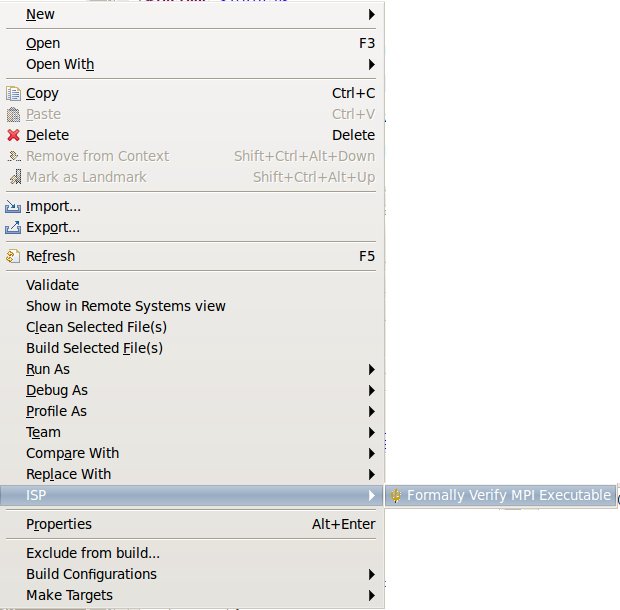 New
Open F3
Open With
Copy Ctrl+C
Paste Ctrl+V
Delete Delete
Remove from Context Shift+Ctrl+Alt+Down
Mark as Landmark Shift+Ctrl+Alt+Up
Import...
Export...
Refresh F5
Validate
Show in Remote Systems view
Clean Selected File(s)
Build Selected File(s)
Run As
Debug As
Profile As
Team
Compare With
Replace With
ISP Formally Verify MPI Executable
Properties Alt+Enter
Exclude from build...
Build Configurations
Make Targets